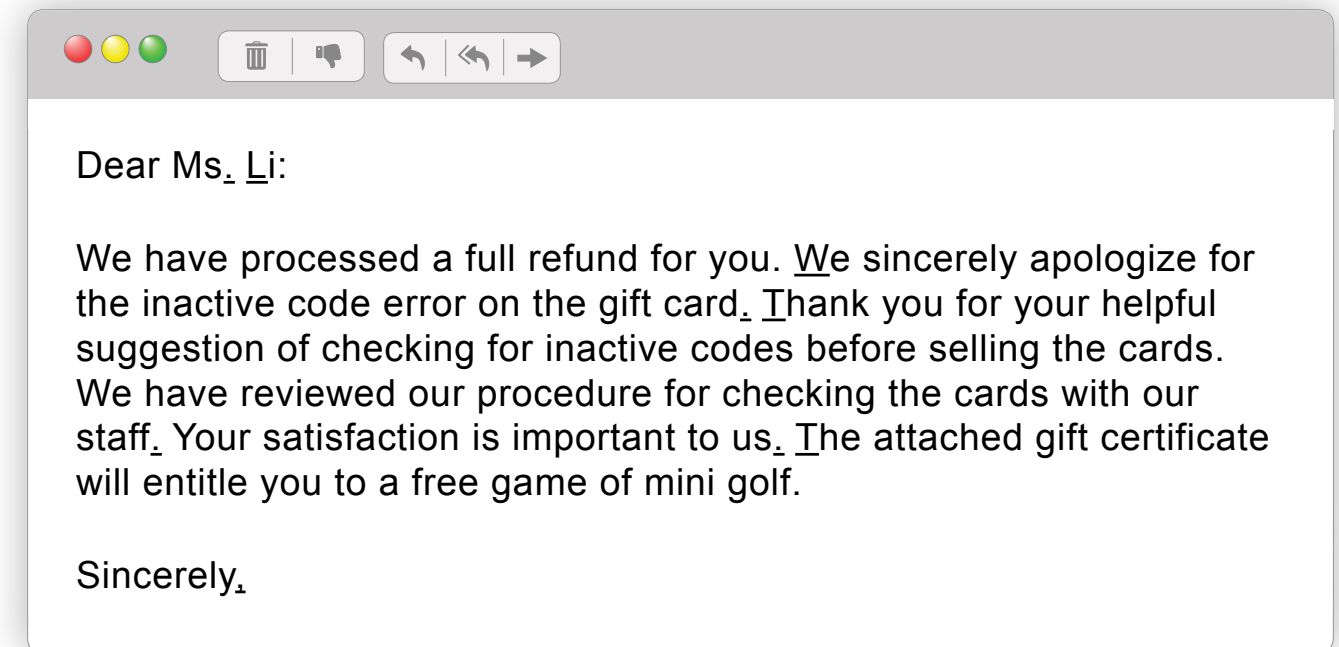 Dear Ms. Li:
We have processed a full refund for you. We sincerely apologize for
the inactive code error on the gift card. Thank you for your helpful
suggestion of checking for inactive codes before selling the cards.
We have reviewed our procedure for checking the cards with our
staff. Your satisfaction is important to us. The attached gift certificate
will entitle you to a free game of mini golf.
Sincerely,